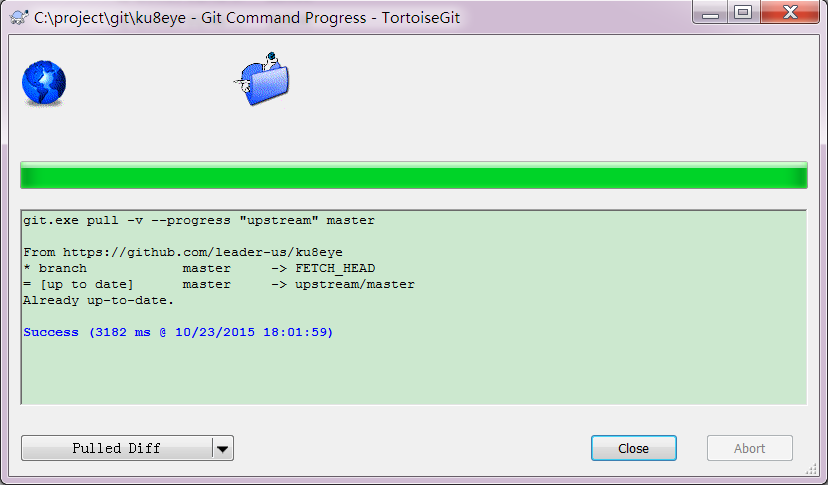 C:\project\git\ku8eye - Git Command Progress - TortoiseGit
git.exe pull -v --progress "upstream" master
From https://github.com/leader-us/ku8eye
* branch            master     -> FETCH_HEAD
= [up to date]      master     -> upstream/master
Already up-to-date.
Success (3182 ms @ 10/23/2015 18:01:59)
Pulled Diff
Close
Abort